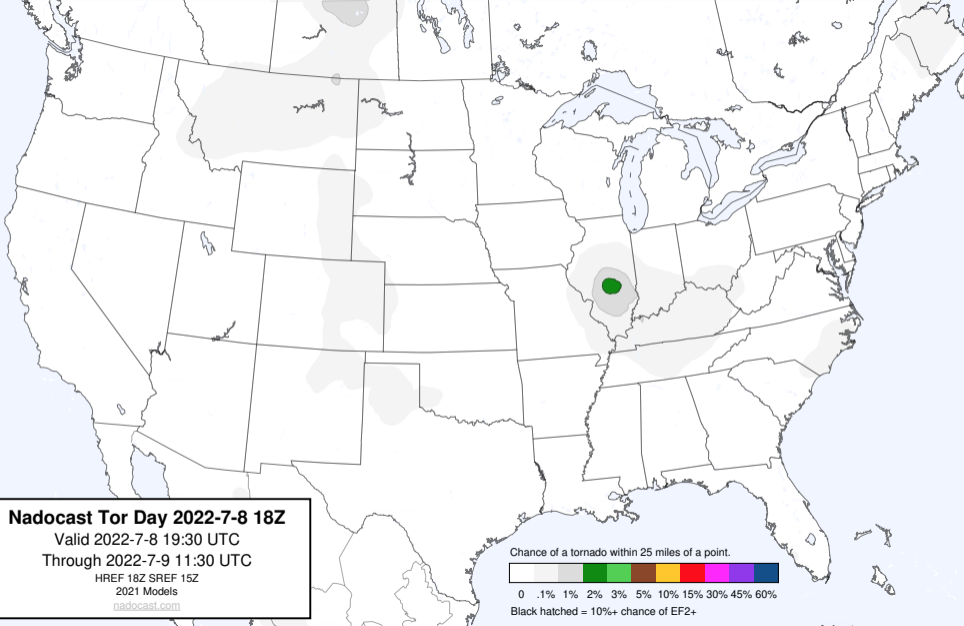 Nadocast Tor Day 2022-7-8 18Z
Valid 2022-7-8 19:30 UTC
Through 2022-7-9 11:30 UTC
HREF 18Z SREF 15Z
2021 Models
nadocast.com
Chance of a tornado within 25 miles of a point.
0 .1% 1% 2% 3% 5% 10% 15% 30% 45% 60%
Black hatched = 10%+ chance of EF2+